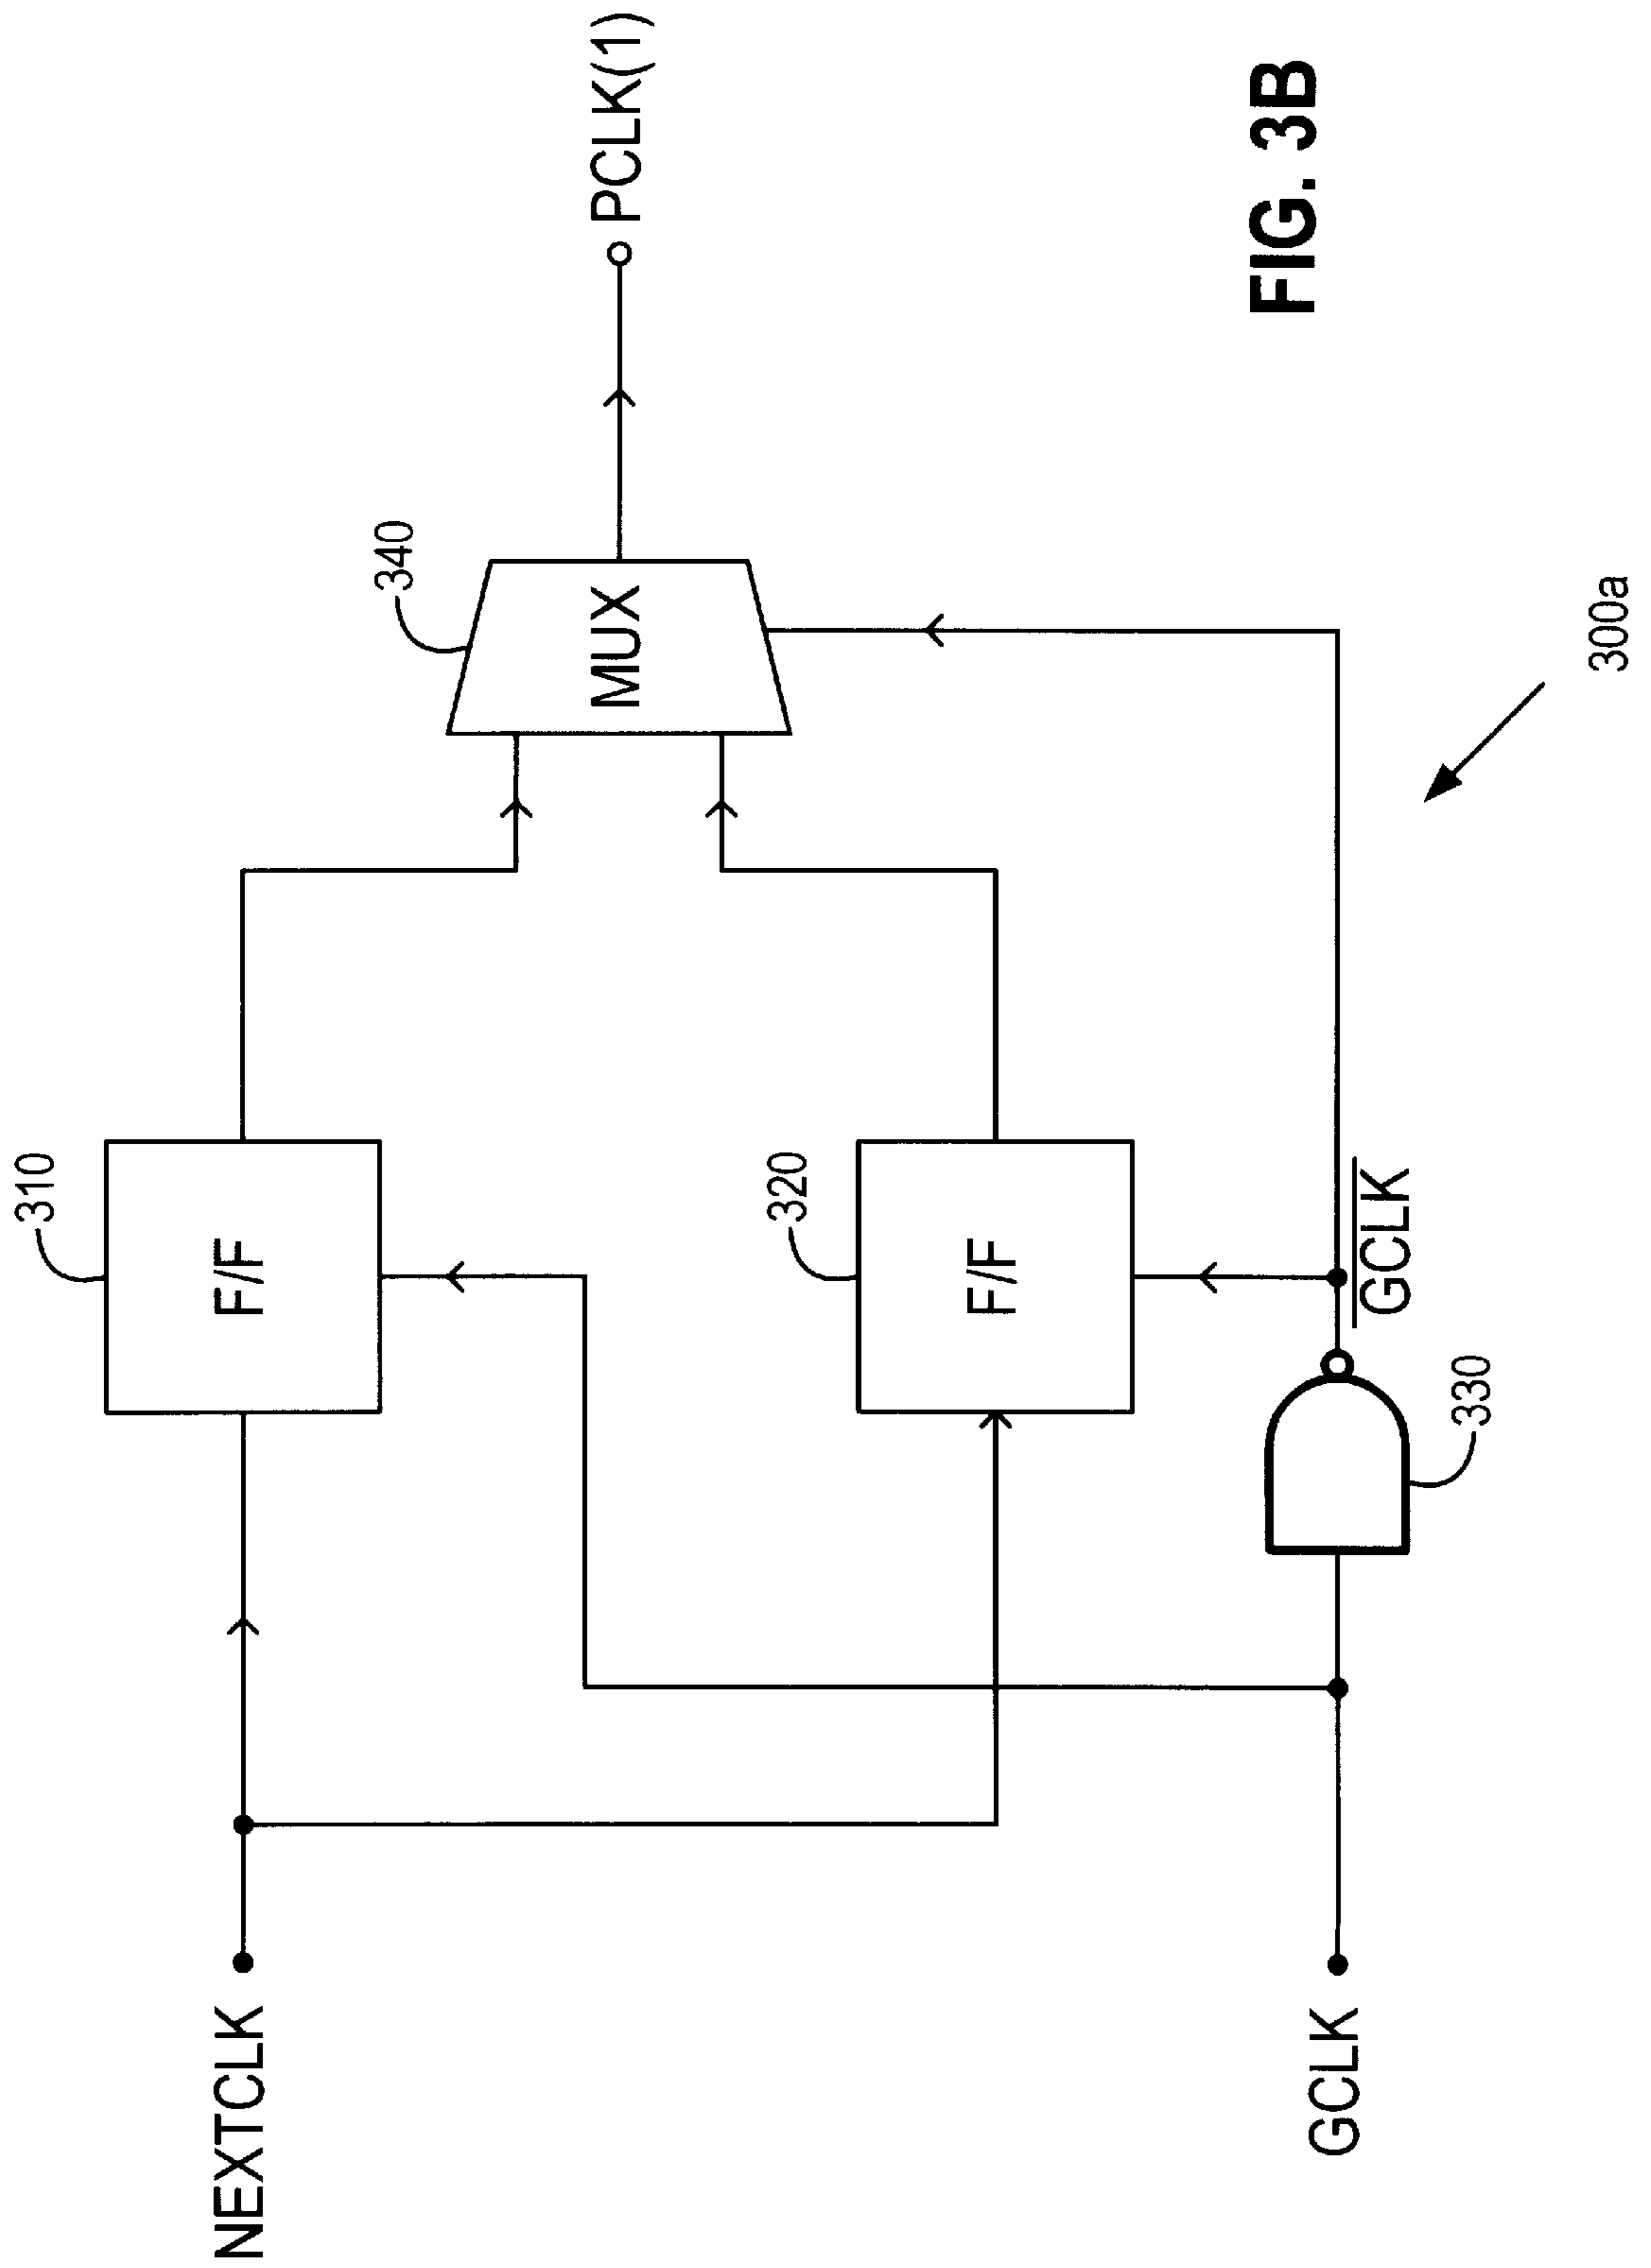 310
340
NEXTCLK
F/F
MUX
PCLK(1)
320
F/F
GCLK
GCLK
330
300a
FIG. 3B